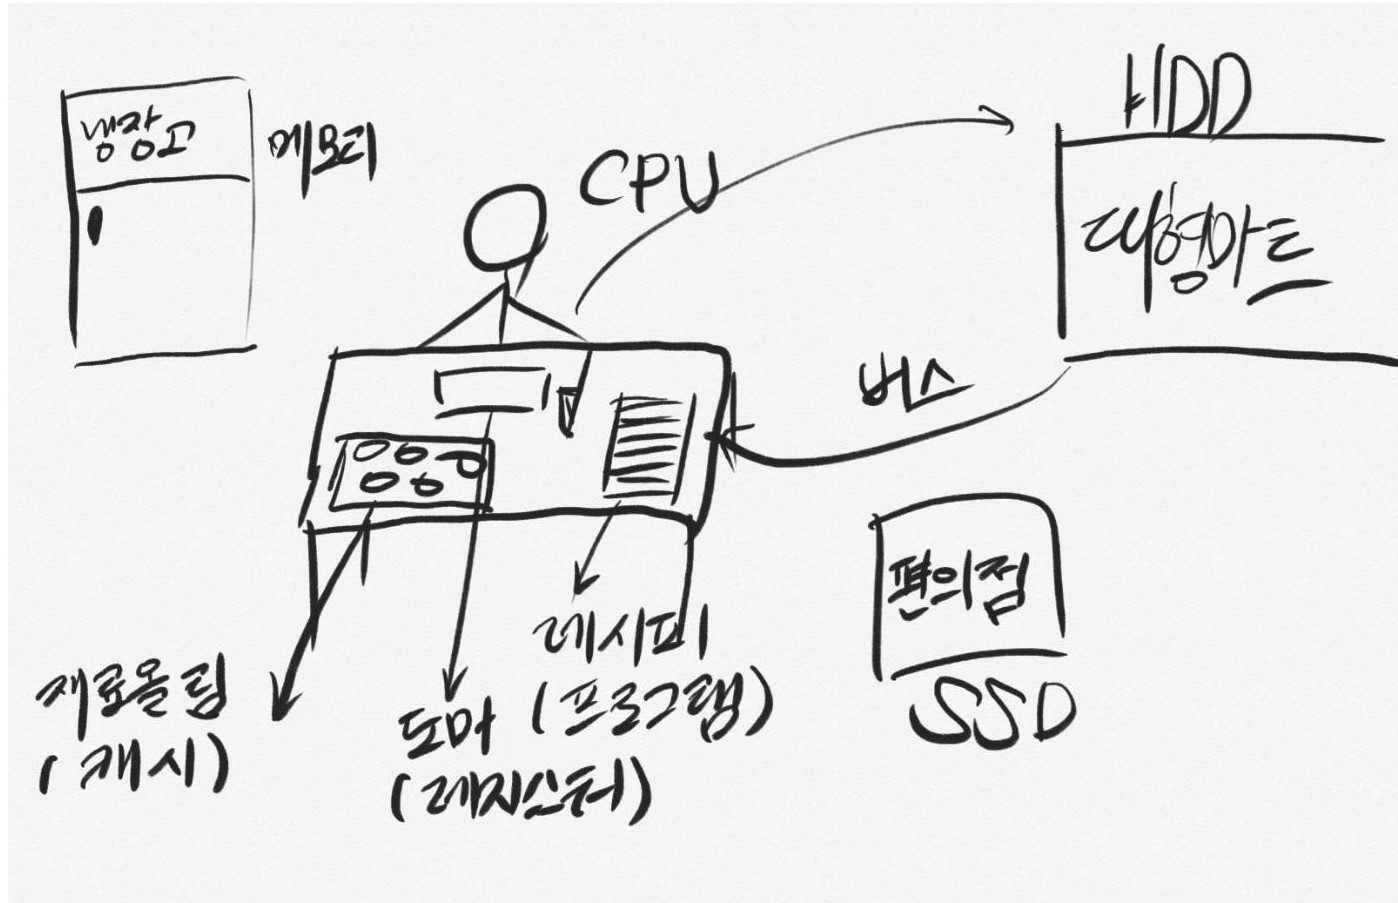 HDD
냉장고
메모리
CPU
대형마트
버스
편의점
SSD
레시피
(프로그램)
재료올림
(캐시)
도마
(레지스터)